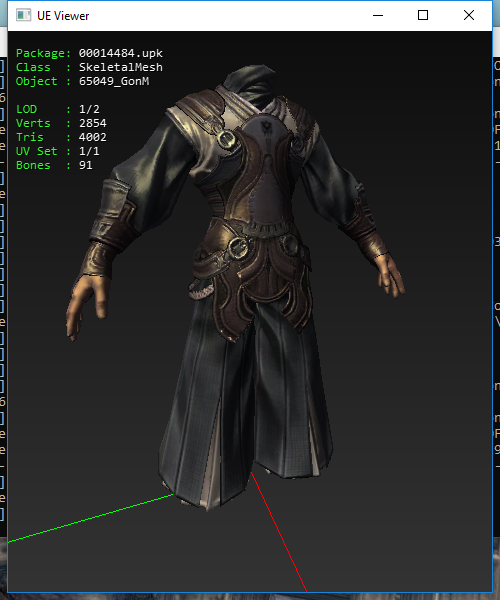 UE Viewer
Package: 00014484.upk
Class : SkeletalMesh
Object : 65049_GonM
LOD : 1/2
Verts : 2854
Tris : 4002
UV Set : 1/1
Bones : 91